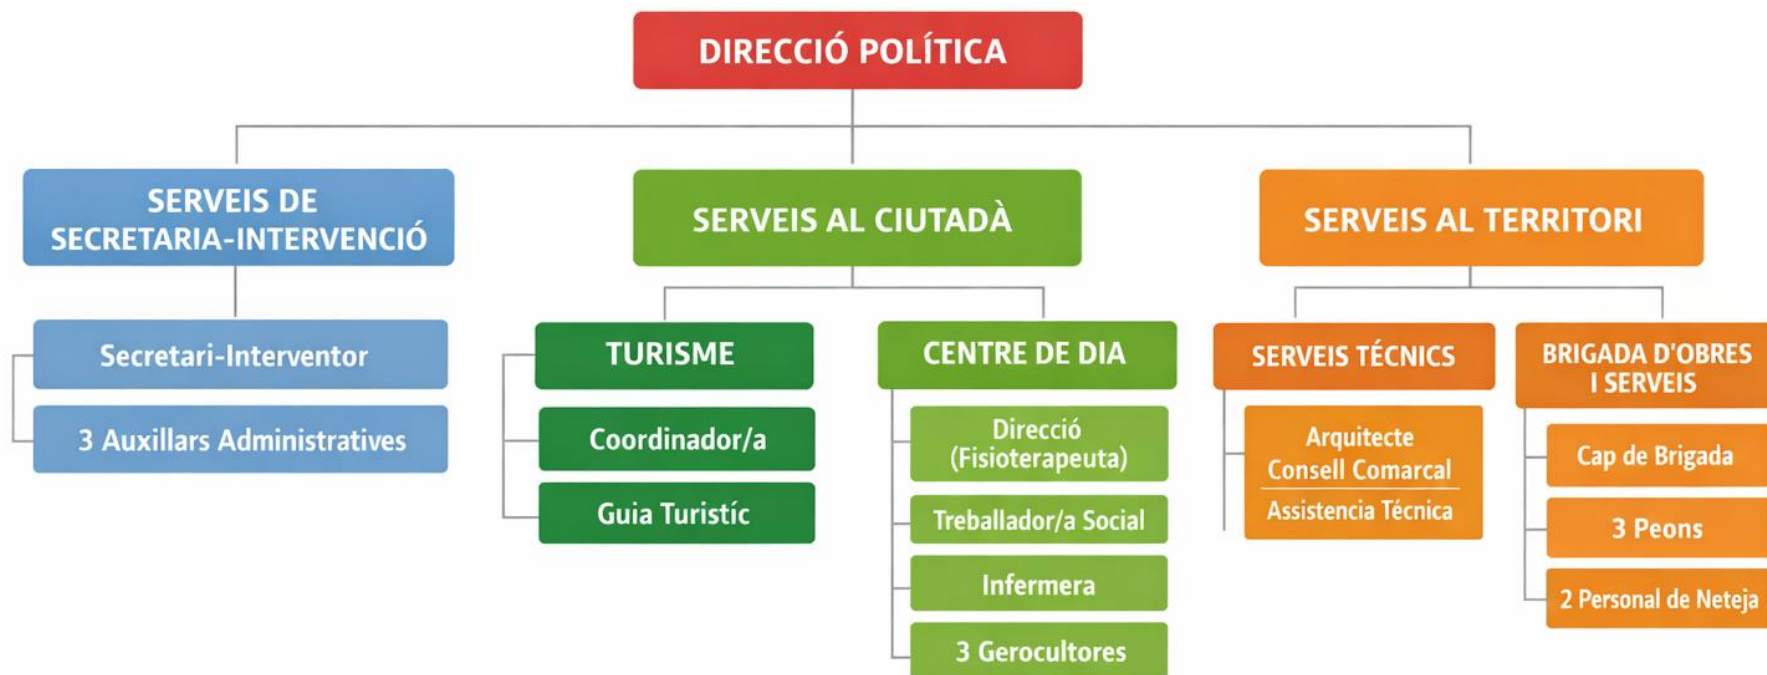 DIRECCIÓ POLÍTICA
SERVEIS DE
SECRETARIA-INTERVENCIÓ
Secretari-Interventor
3 Auxillars Administratives
SERVEIS AL CIUTADÀ
TURISME
Coordinador/a
Guia Turistíc
CENTRE DE DIA
Direcció
(Fisioterapeuta)
Treballador/a Social
Infermera
3 Gerocultores
SERVEIS AL TERRITORI
SERVEIS TÉCNICS
Arquitecte
Consell Comarcal
Assistencia Técnica
BRIGADA D'OBRES
I SERVEIS
Cap de Brigada
3 Peons
2 Personal de Neteja